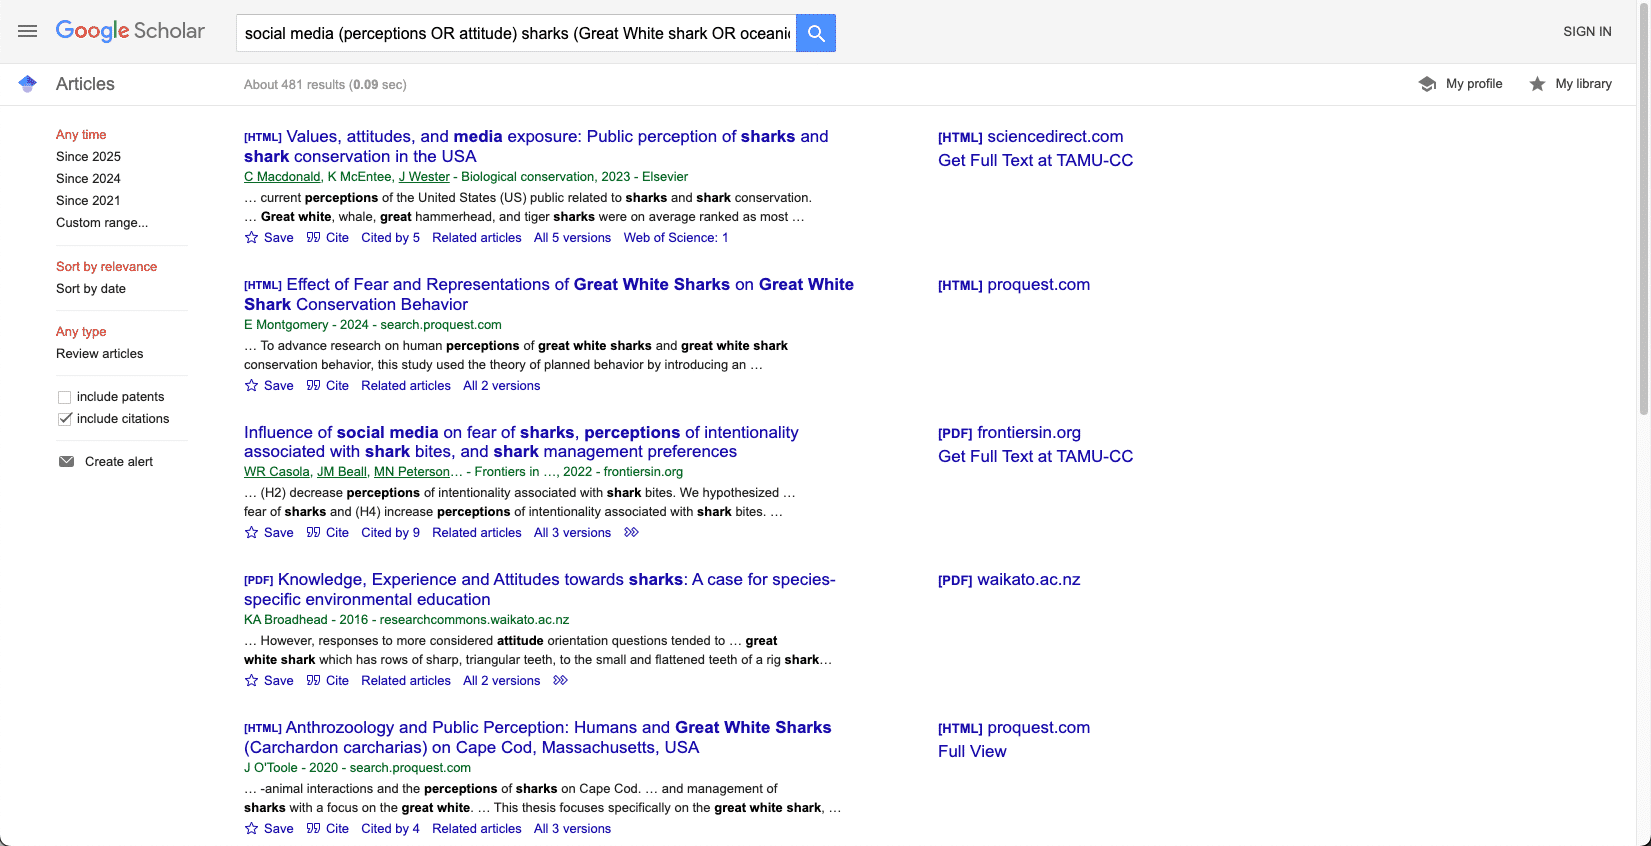 Google Scholar
social media (perceptions OR attitude) sharks (Great White shark OR oceani
SIGN IN
Articles
About 481 results (0.09 sec)
My profile
My library
Any time
Since 2025
Since 2024
Since 2021
Custom range...
Sort by relevance
Sort by date
Any type
Review articles
include patents
include citations
Create alert
[HTML] Values, attitudes, and media exposure: Public perception of sharks and
shark conservation in the USA
C Macdonald, K McEntee, J Wester - Biological conservation, 2023 - Elsevier
… current perceptions of the United States (US) public related to sharks and shark conservation.
… Great white, whale, great hammerhead, and tiger sharks were on average ranked as most …
Save Cite Cited by 5 Related articles All 5 versions Web of Science: 1
[HTML] sciencedirect.com
Get Full Text at TAMU-CC
[HTML] Effect of Fear and Representations of Great White Sharks on Great White
Shark Conservation Behavior
E Montgomery - 2024 - search.proquest.com
… To advance research on human perceptions of great white sharks and great white shark
conservation behavior, this study used the theory of planned behavior by introducing an …
Save Cite Related articles All 2 versions
[HTML] proquest.com
Influence of social media on fear of sharks, perceptions of intentionality
associated with shark bites, and shark management preferences
WR Casola, JM Beall, MN Peterson… - Frontiers in …, 2022 - frontiersin.org
… (H2) decrease perceptions of intentionality associated with shark bites. We hypothesized …
fear of sharks and (H4) increase perceptions of intentionality associated with shark bites. …
Save Cite Cited by 9 Related articles All 3 versions
[PDF] frontiersin.org
Get Full Text at TAMU-CC
[PDF] Knowledge, Experience and Attitudes towards sharks: A case for species-
specific environmental education
KA Broadhead - 2016 - researchcommons.waikato.ac.nz
… However, responses to more considered attitude orientation questions tended to … great
white shark which has rows of sharp, triangular teeth, to the small and flattened teeth of a rig shark…
Save Cite Related articles All 2 versions
[PDF] waikato.ac.nz
[HTML] Anthrozoology and Public Perception: Humans and Great White Sharks
(Carchardon carcharias) on Cape Cod, Massachusetts, USA
J O'Toole - 2020 - search.proquest.com
… -animal interactions and the perceptions of sharks on Cape Cod. … and management of
sharks with a focus on the great white. … This thesis focuses specifically on the great white shark, …
Save Cite Cited by 4 Related articles All 3 versions
[HTML] proquest.com
Full View